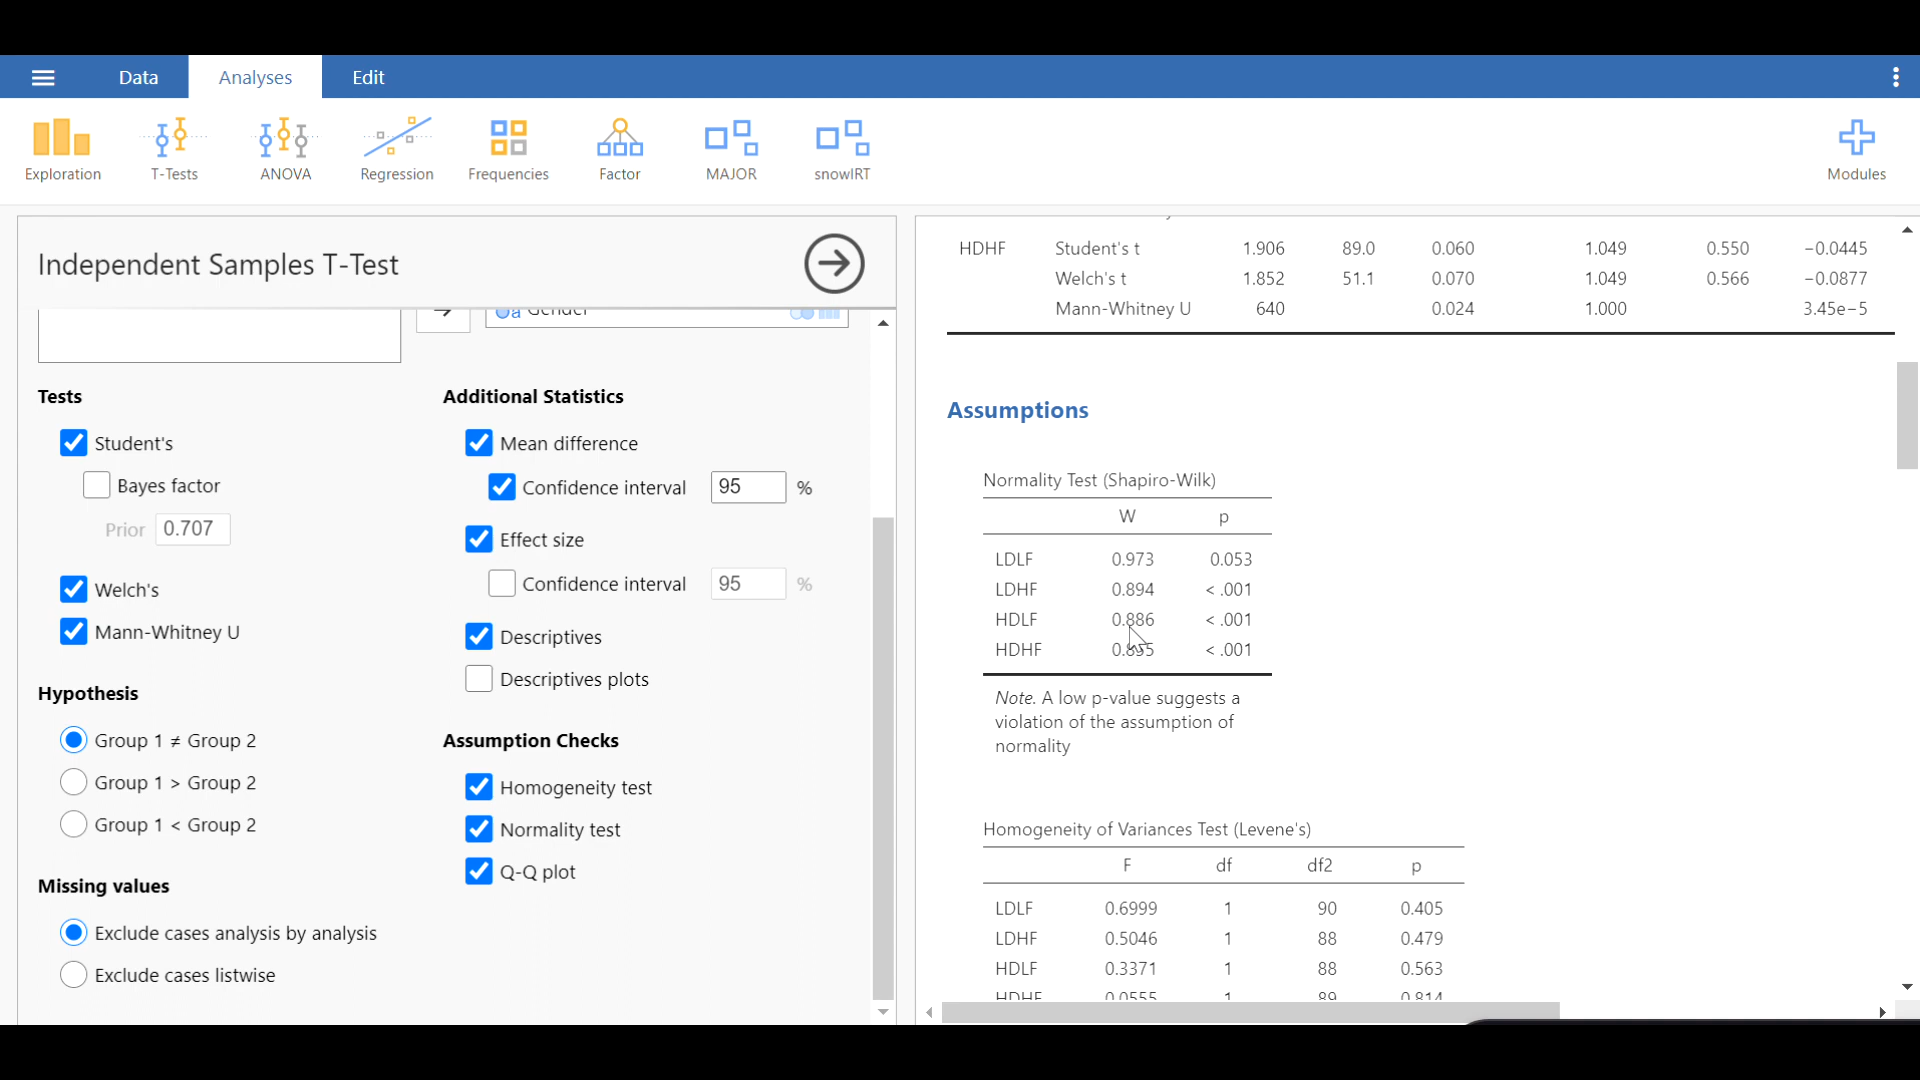 Data Analyses Edit
Exploration T-Tests ANOVA Regression Frequencies Factor MAJOR snowIRT Modules
Independent Samples T-Test
Gender
Tests
Student's
Bayes factor
Prior 0.707
Welch's
Mann-Whitney U
Hypothesis
Group 1 ≠ Group 2
Group 1 > Group 2
Group 1 < Group 2
Missing values
Exclude cases analysis by analysis
Exclude cases listwise
Additional Statistics
Mean difference
Confidence interval 95 %
Effect size
Confidence interval 95 %
Descriptives
Descriptives plots
Assumption Checks
Homogeneity test
Normality test
Q-Q plot
HDHF Student's t 1.906 89.0 0.060 1.049 0.550 -0.0445
Welch's t 1.852 51.1 0.070 1.049 0.566 -0.0877
Mann-Whitney U 640 0.024 1.000 3.45e-5
Assumptions
Normality Test (Shapiro-Wilk)
W p
LDLF 0.973 0.053
LDHF 0.894 < .001
HDLF 0.886 < .001
HDHF < .001
Note. A low p-value suggests a
violation of the assumption of
normality
Homogeneity of Variances Test (Levene's)
F df df2 p
LDLF 0.6999 1 90 0.405
LDHF 0.5046 1 88 0.479
HDLF 0.3371 1 88 0.563
HDHF 0.0555 1 89 0.814